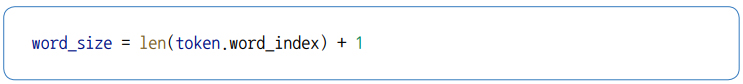 word_size = len(token.word_index) + 1